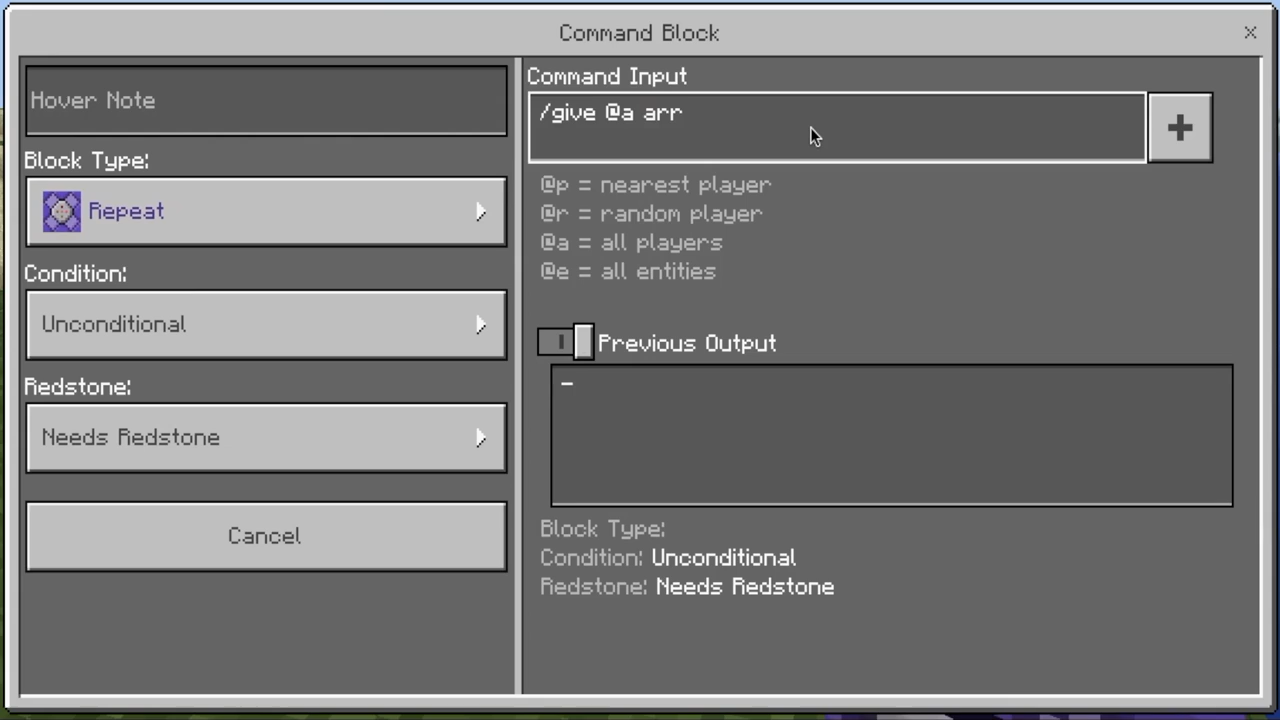 Command Block
Hover Note
Block Type:
Repeat
Condition:
Unconditional
Redstone:
Needs Redstone
Cancel
Command Input
/give @a arr
@p = nearest player
@r = random player
@a = all players
@e = all entities
Previous Output
-
Block Type:
Condition: Unconditional
Redstone: Needs Redstone